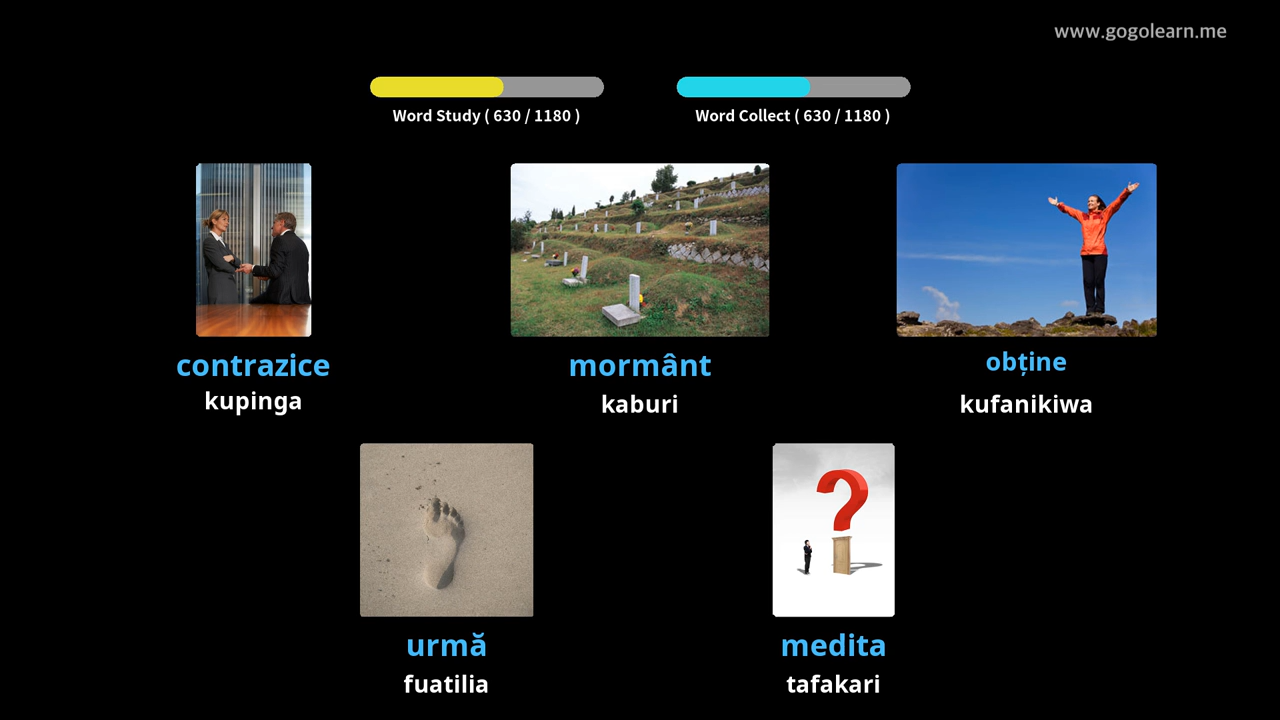 www.gogolearn.me
Word Study ( 630 / 1180 )
Word Collect ( 630 / 1180 )
contrazice
kupinga
mormânt
kaburi
obține
kufanikiwa
urmă
fuatilia
medita
tafakari